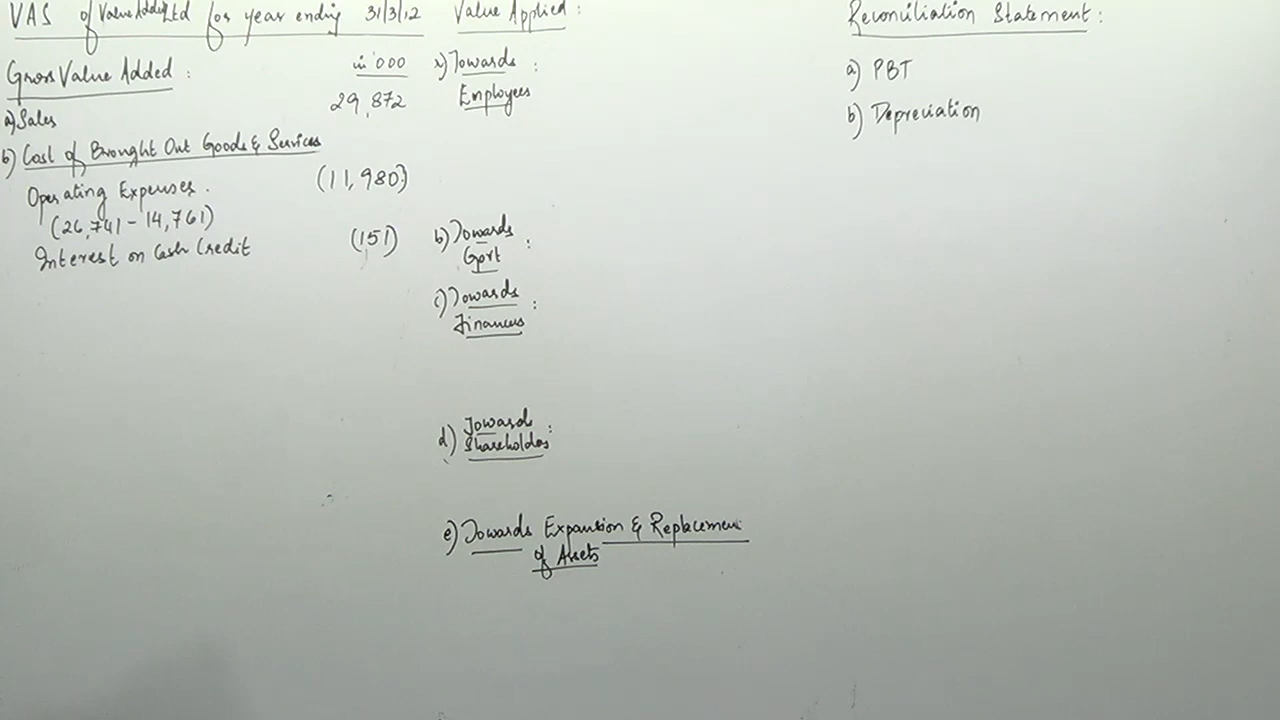 VAS of Value Adding Ltd for year ending 31/3/12
Gross Value Added :
in '000
a) Sales 29,872
b) Cost of Brought Out Goods & Services
Operating Expenses. (11,980)
(26,741 - 14,761)
Interest on Cash Credit (151)
Value Applied :
Towards :
Employees
b) Towards :
Govt
Towards :
Financers
d) Towards :
Shareholders
e) Towards Expansion & Replacement
of Assets
Reconciliation Statement :
a) PBT
b) Depreciation